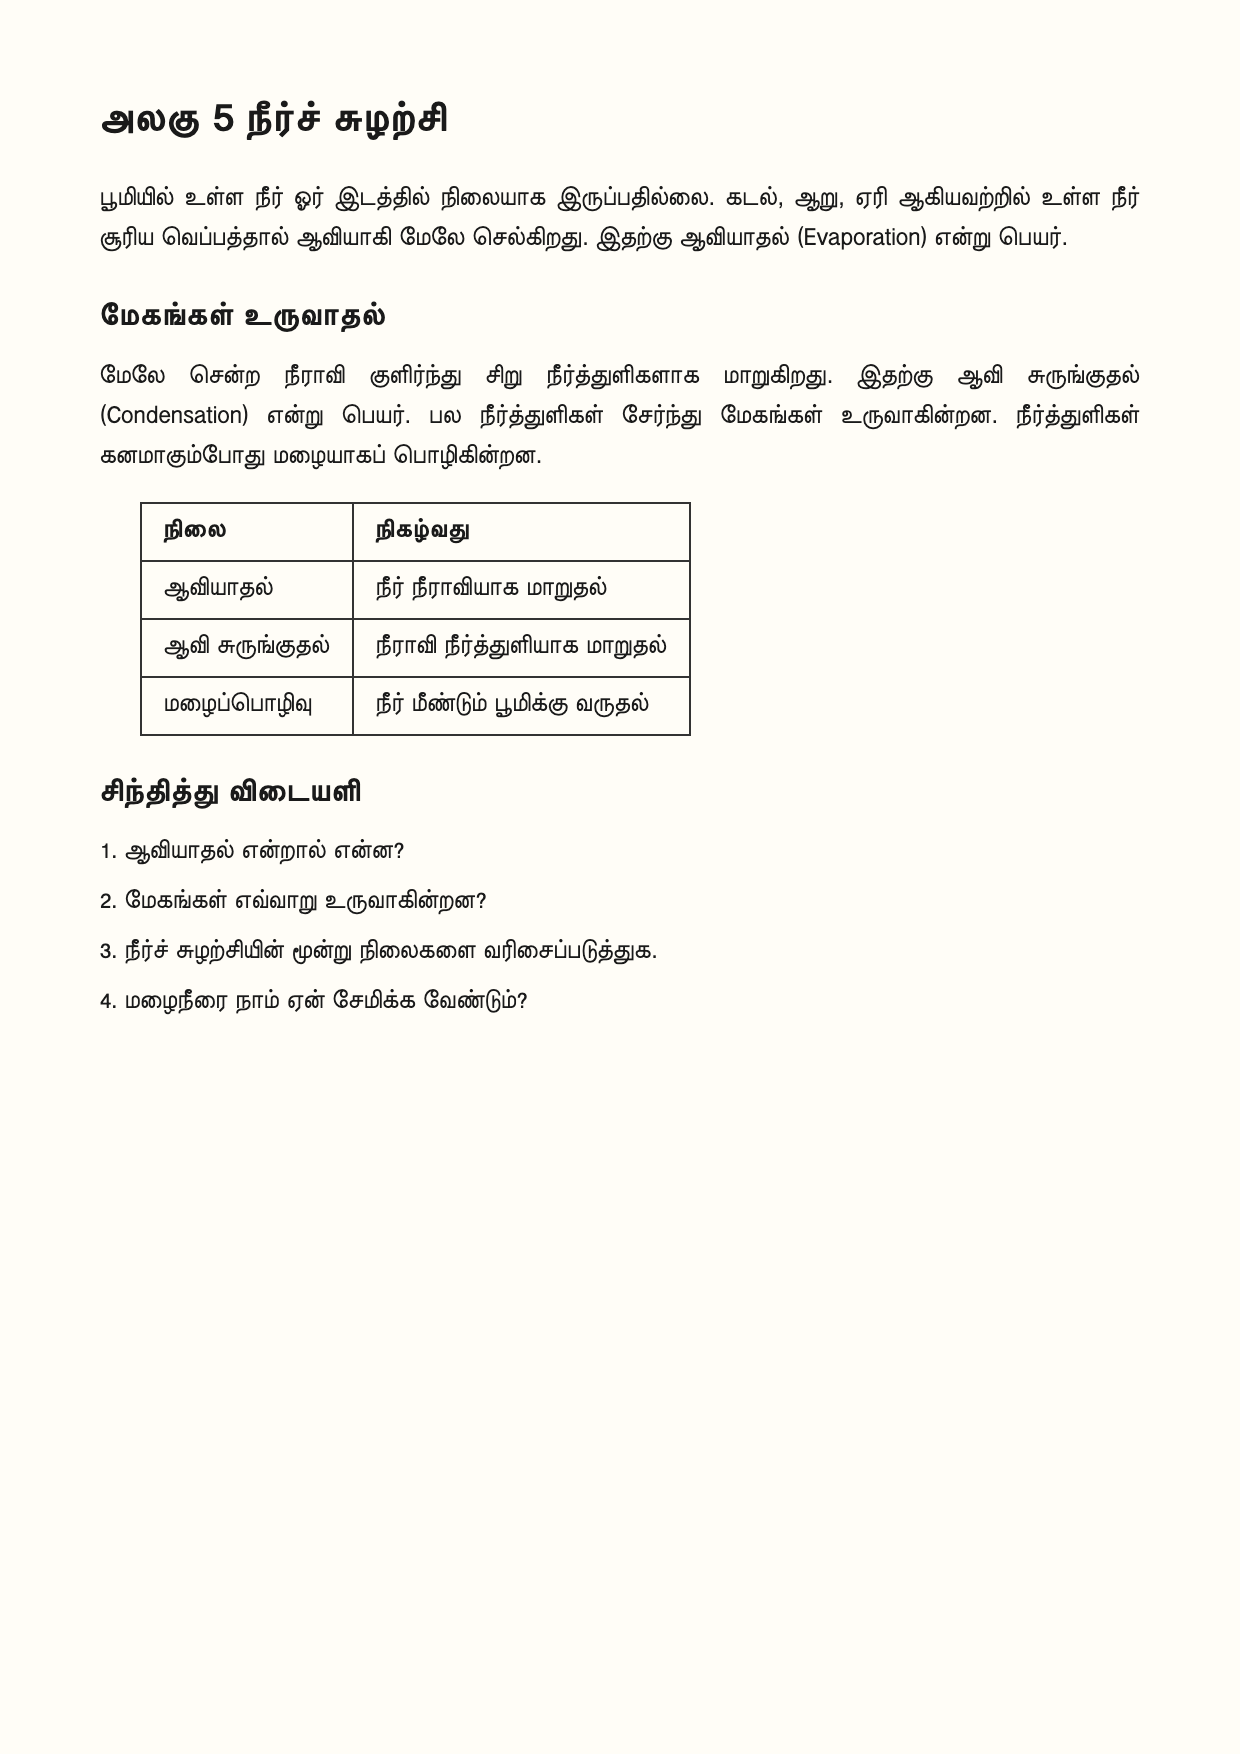 அலகு 5 நீர்ச் சுழற்சி
பூமியில் உள்ள நீர் ஓர் இடத்தில் நிலையாக இருப்பதில்லை. கடல், ஆறு, ஏரி ஆகியவற்றில் உள்ள நீர்
சூரிய வெப்பத்தால் ஆவியாகி மேலே செல்கிறது. இதற்கு ஆவியாதல் (Evaporation) என்று பெயர்.
மேகங்கள் உருவாதல்
மேலே சென்ற நீராவி குளிர்ந்து சிறு நீர்த்துளிகளாக மாறுகிறது. இதற்கு ஆவி சுருங்குதல்
(Condensation) என்று பெயர். பல நீர்த்துளிகள் சேர்ந்து மேகங்கள் உருவாகின்றன. நீர்த்துளிகள்
கனமாகும்போது மழையாகப் பொழிகின்றன.
நிலை நிகழ்வது
ஆவியாதல் நீர் நீராவியாக மாறுதல்
ஆவி சுருங்குதல் நீராவி நீர்த்துளியாக மாறுதல்
மழைப்பொழிவு நீர் மீண்டும் பூமிக்கு வருதல்
சிந்தித்து விடையளி
1. ஆவியாதல் என்றால் என்ன?
2. மேகங்கள் எவ்வாறு உருவாகின்றன?
3. நீர்ச் சுழற்சியின் மூன்று நிலைகளை வரிசைப்படுத்துக.
4. மழைநீரை நாம் ஏன் சேமிக்க வேண்டும்?